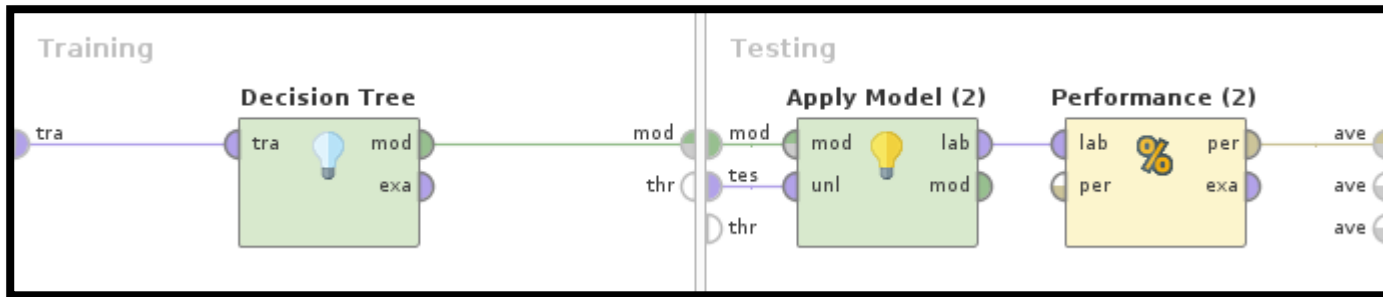 Training
Testing
Decision Tree
Apply Model (2)
Performance (2)
tra
tra
mod
mod
mod
mod
lab
lab
per
ave
exa
thr
tes
unl
mod
per
exa
ave
thr
ave
%